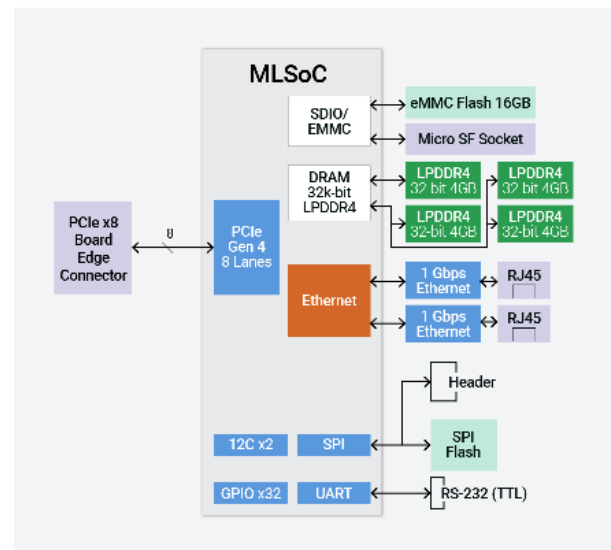 MLSoC
SDIO/
EMMC
eMMC Flash 16GB
Micro SF Socket
DRAM
32k-bit
LPDDR4
LPDDR4
32-bit 4GB
LPDDR4
32-bit 4GB
LPDDR4
32-bit 4GB
LPDDR4
32-bit 4GB
PCIe x8
Board
Edge
Connector
8
PCIe
Gen 4
8 Lanes
Ethernet
1 Gbps
Ethernet
RJ45
1 Gbps
Ethernet
RJ45
Header
12C x2
SPI
SPI
Flash
GPIO x32
UART
RS-232 (TTL)